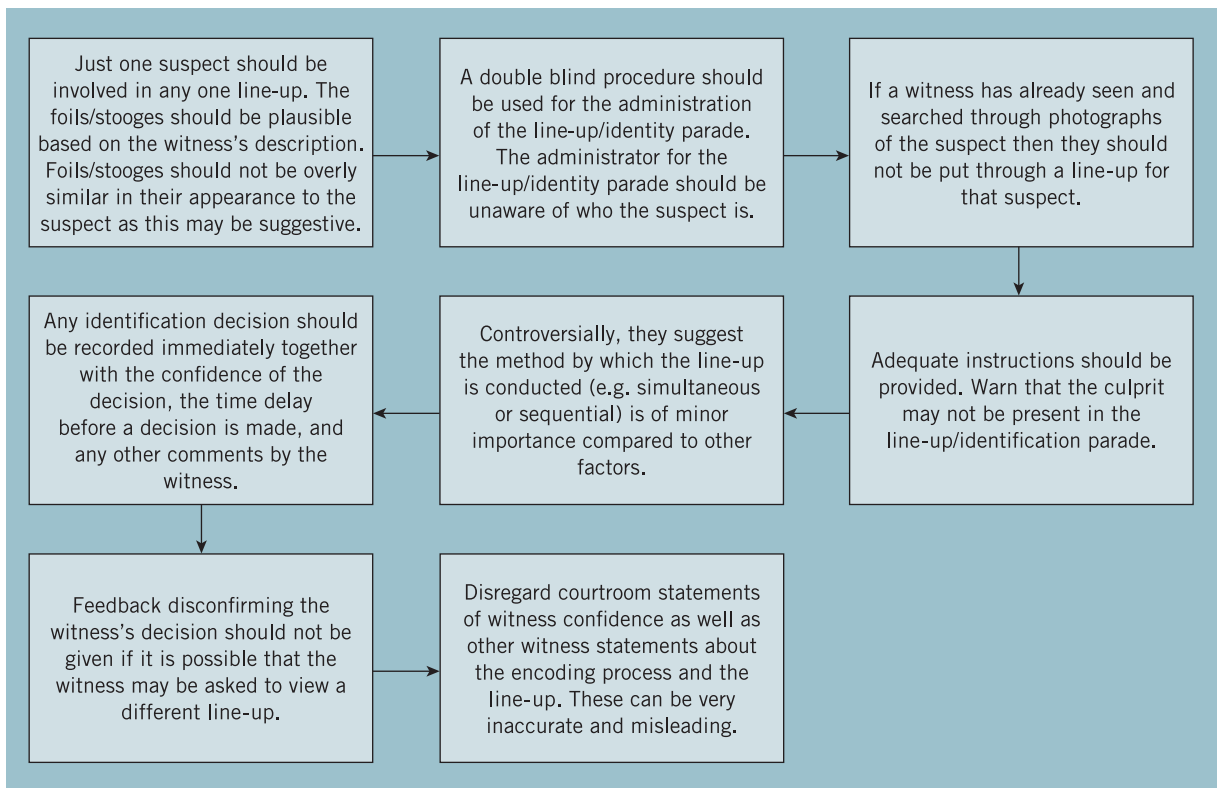 Just one suspect should be
involved in any one line-up. The
foils/stooges should be plausible
based on the witness's description.
Foils/stooges should not be overly
similar in their appearance to the
suspect as this may be suggestive.
A double blind procedure should
be used for the administration
of the line-up/identity parade.
The administrator for the
line-up/identity parade should be
unaware of who the suspect is.
If a witness has already seen and
searched through photographs
of the suspect then they should
not be put through a line-up for
that suspect.
Adequate instructions should be
provided. Warn that the culprit
may not be present in the
line-up/identification parade.
Controversially, they suggest
the method by which the line-up
is conducted (e.g. simultaneous
or sequential) is of minor
importance compared to other
factors.
Any identification decision should
be recorded immediately together
with the confidence of the
decision, the time delay
before a decision is made, and
any other comments by the
witness.
Feedback disconfirming the
witness's decision should not be
given if it is possible that the
witness may be asked to view a
different line-up.
Disregard courtroom statements
of witness confidence as well as
other witness statements about
the encoding process and the
line-up. These can be very
inaccurate and misleading.